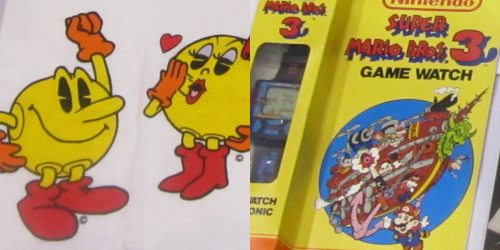 ©
©
MARIO BROS. 3
ATCH
ONIC
Nintendo
SUPER
MARIO BROS. 3
GAME WATCH